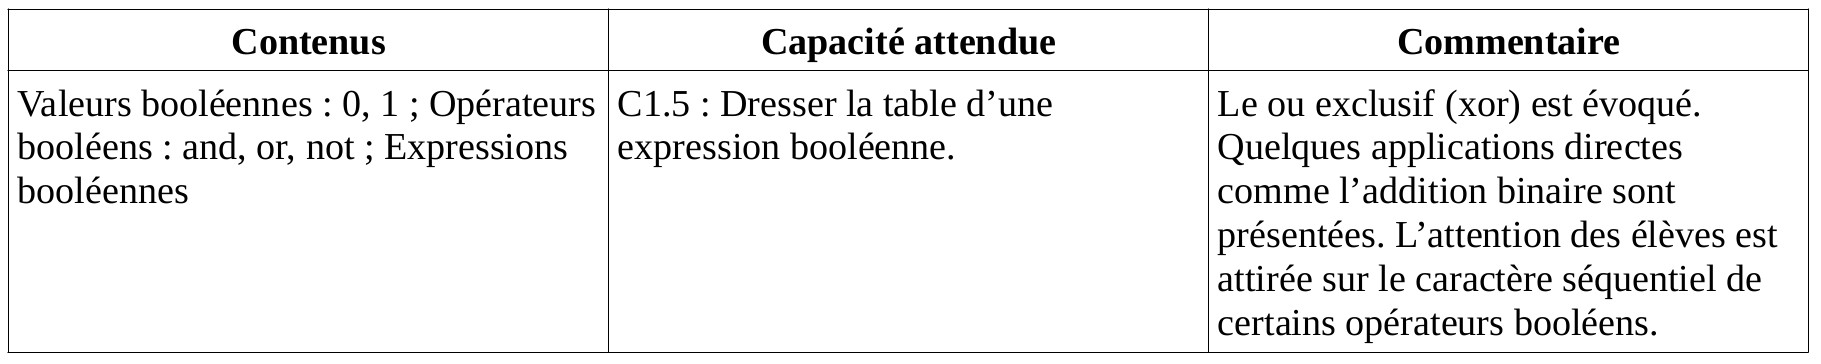 Contenus
Capacité attendue
Commentaire
Valeurs booléennes : 0, 1 ; Opérateurs
booléens : and, or, not ; Expressions
booléennes
C1.5 : Dresser la table d’une
expression booléenne.
Le ou exclusif (xor) est évoqué.
Quelques applications directes
comme l’addition binaire sont
présentées. L’attention des élèves est
attirée sur le caractère séquentiel de
certains opérateurs booléens.